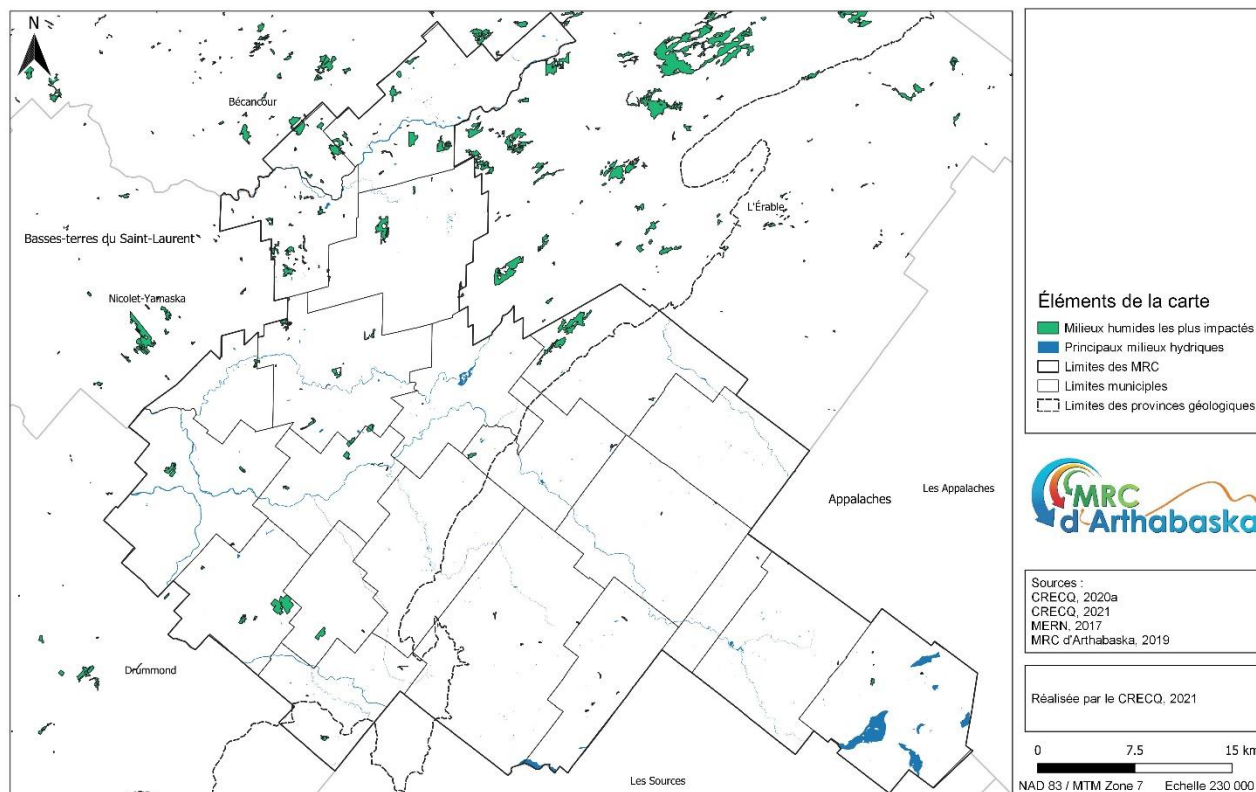 N
Bécancour
L'Érable
Basses-terres du Saint-Laurent
Nicolet-Yamaska
Appalaches
Les Appalaches
Drummond
Les Sources
Éléments de la carte
Milieux humides les plus impactés
Principaux milieux hydriques
Limites des MRC
Limites municiples
Limites des provinces géologiques
MRC
d'Arthabaska
Sources :
CRECQ, 2020a
CRECQ, 2021
MERN, 2017
MRC d'Arthabaska, 2019
Réalisée par le CRECQ, 2021
0 7.5 15 km
NAD 83 / MTM Zone 7 Echelle 230 000